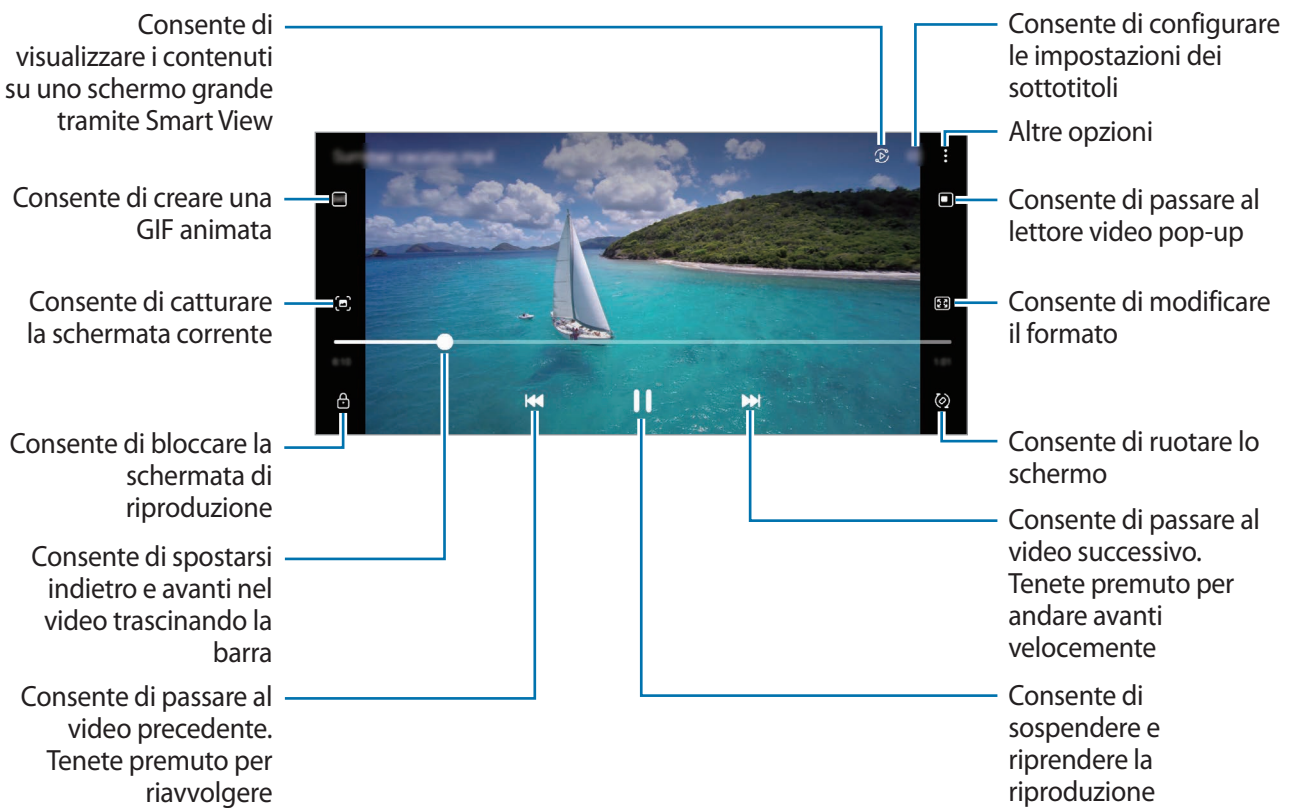 Consente di
visualizzare i contenuti
su uno schermo grande
tramite Smart View
Consente di creare una
GIF animata
Consente di catturare
la schermata corrente
Consente di bloccare la
schermata di
riproduzione
Consente di spostarsi
indietro e avanti nel
video trascinando la
barra
Consente di passare al
video precedente.
Tenete premuto per
riavvolgere
Consente di configurare
le impostazioni dei
sottotitoli
Altre opzioni
Consente di passare al
lettore video pop-up
Consente di modificare
il formato
Consente di ruotare lo
schermo
Consente di passare al
video successivo.
Tenete premuto per
andare avanti
velocemente
Consente di
sospendere e
riprendere la
riproduzione